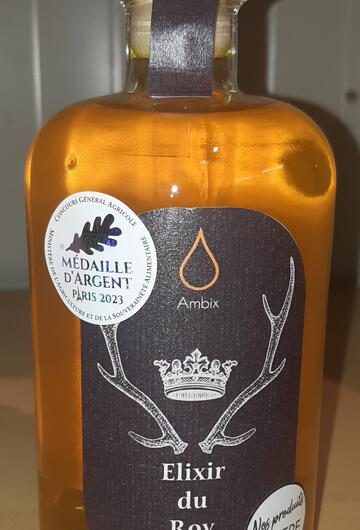 CONCOURS GÉNÉRAL AGRICOLE
MÉDAILLE
D'ARGENT
PARIS 2023
MINISTÈRE DE L'AGRICULTURE ET DE LA SOUVERAINETÉ ALIMENTAIRE
Ambix
Elixir
du
Roy
Nos produits